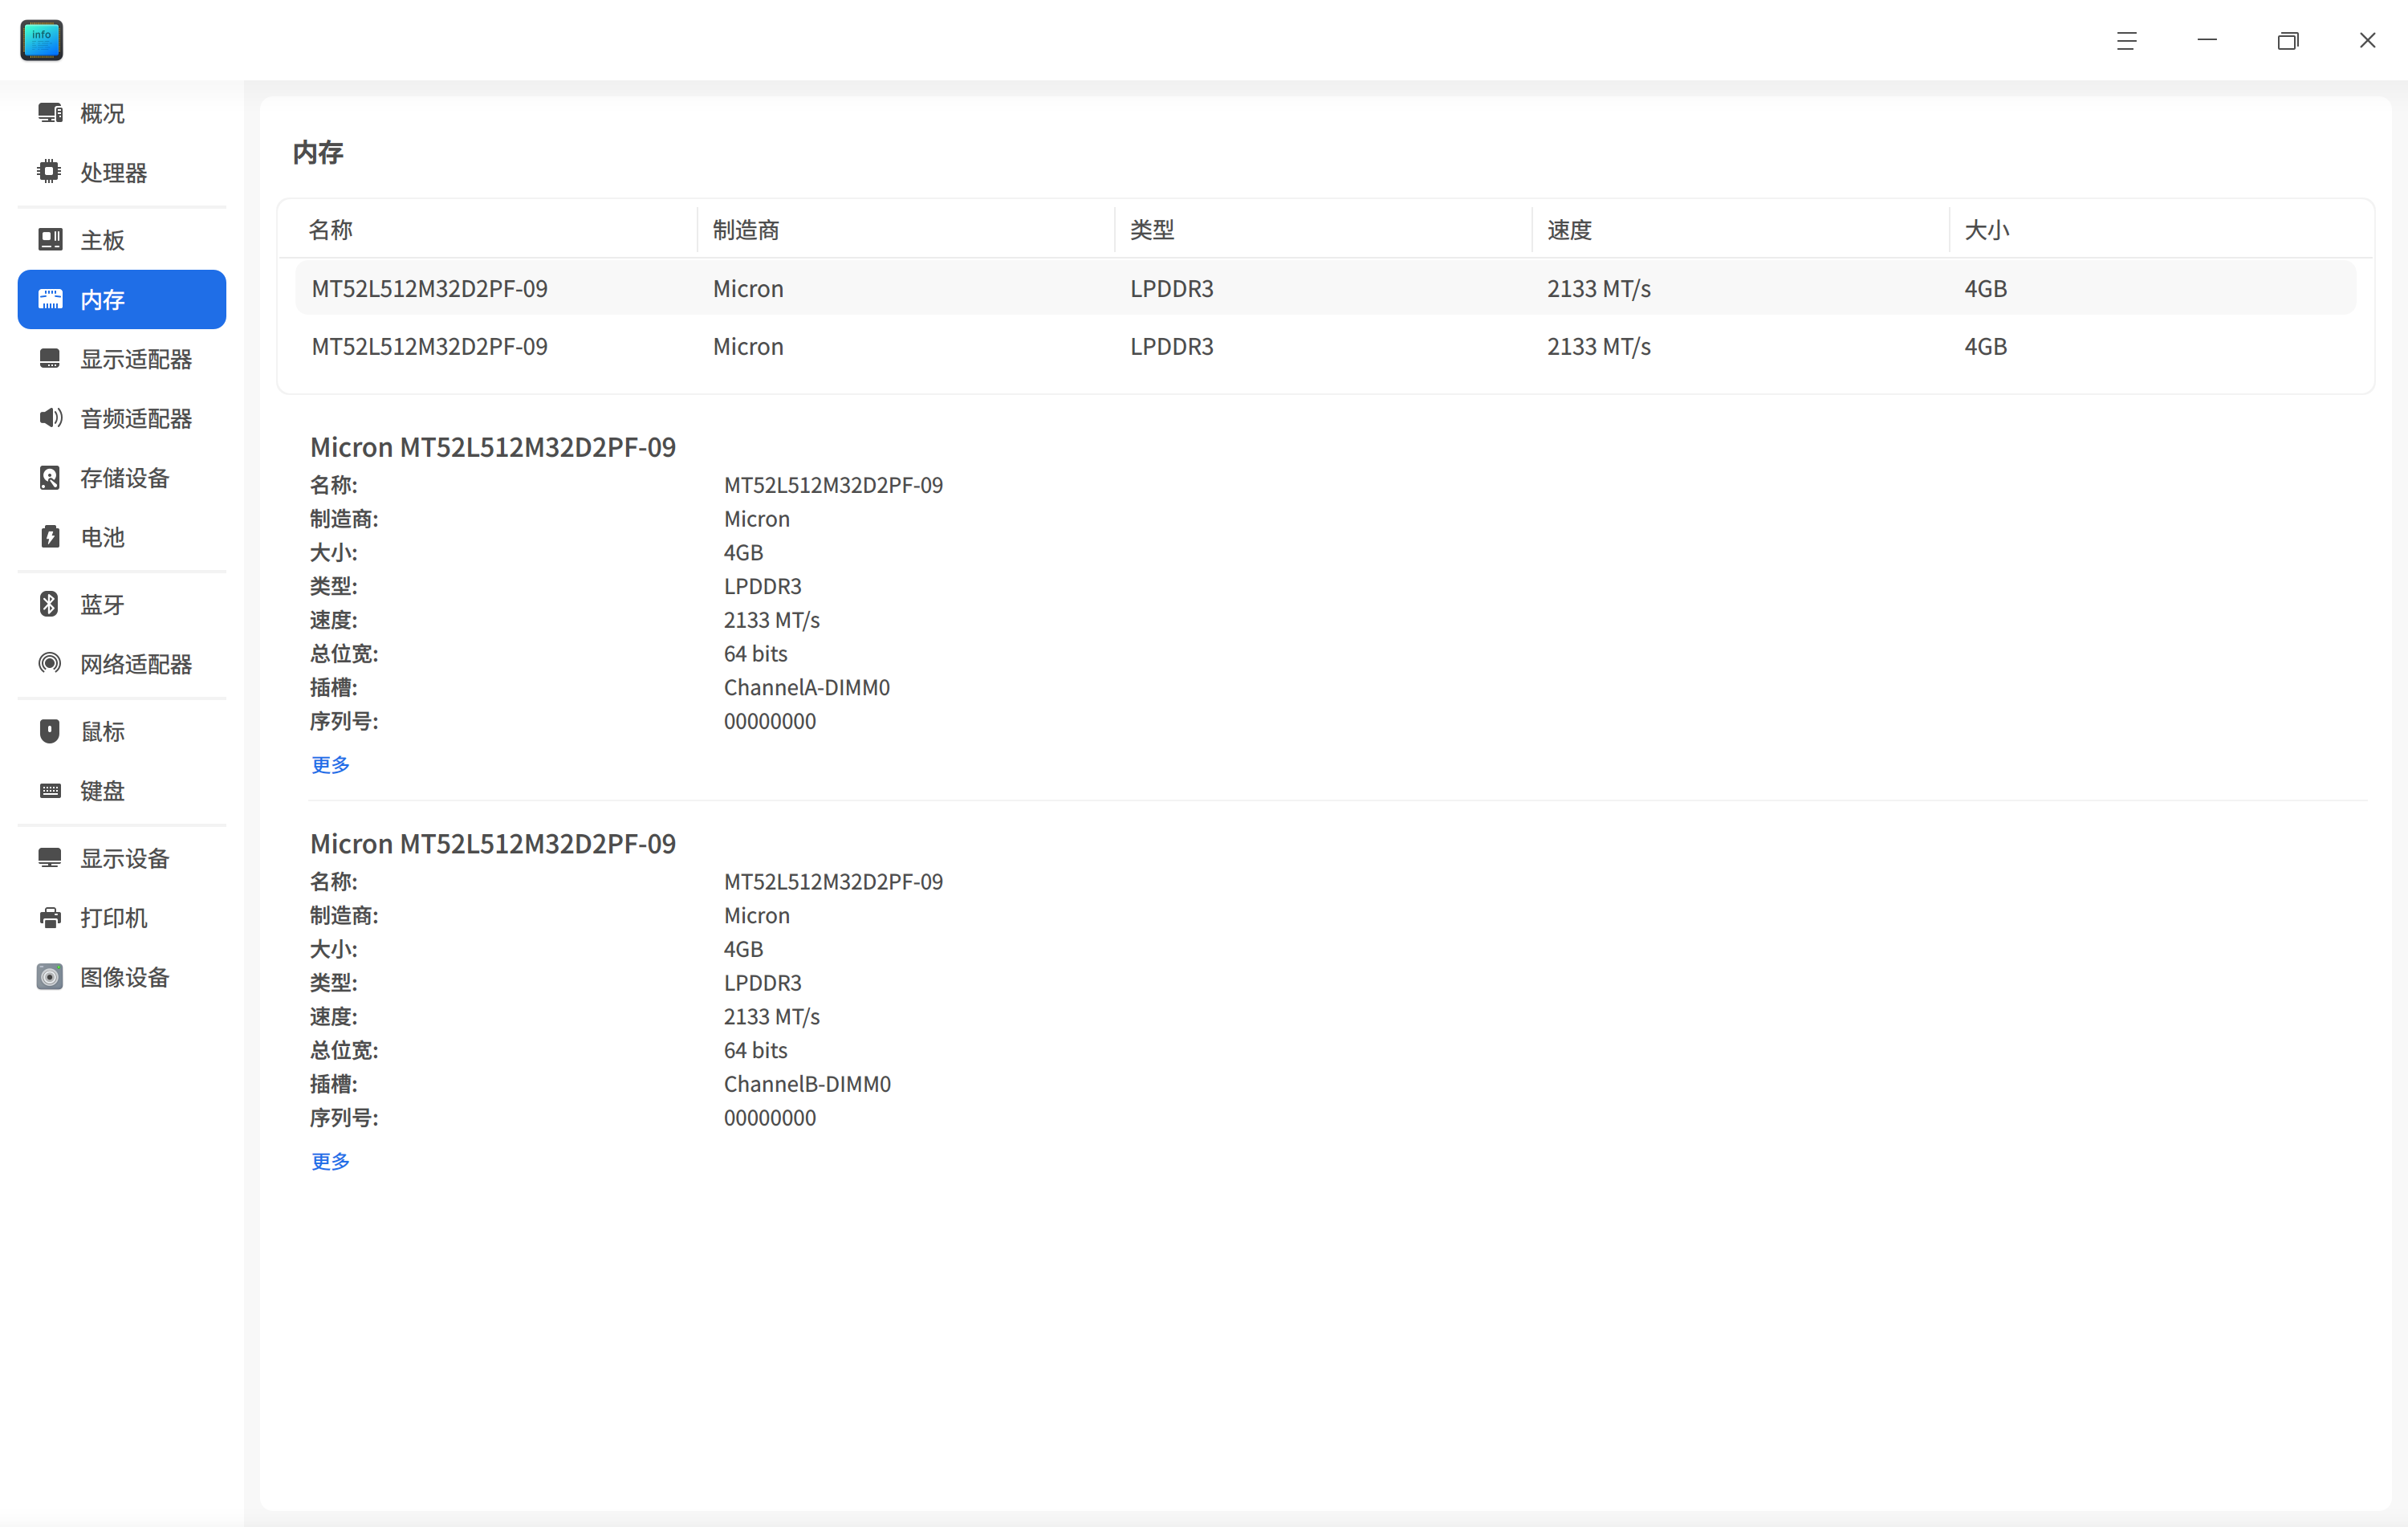 info
概况
处理器
主板
内存
显示适配器
音频适配器
存储设备
电池
蓝牙
网络适配器
鼠标
键盘
显示设备
打印机
图像设备
内存
名称 制造商 类型 速度 大小
MT52L512M32D2PF-09 Micron LPDDR3 2133 MT/s 4GB
MT52L512M32D2PF-09 Micron LPDDR3 2133 MT/s 4GB
Micron MT52L512M32D2PF-09
名称: MT52L512M32D2PF-09
制造商: Micron
大小: 4GB
类型: LPDDR3
速度: 2133 MT/s
总位宽: 64 bits
插槽: ChannelA-DIMM0
序列号: 00000000
更多
Micron MT52L512M32D2PF-09
名称: MT52L512M32D2PF-09
制造商: Micron
大小: 4GB
类型: LPDDR3
速度: 2133 MT/s
总位宽: 64 bits
插槽: ChannelB-DIMM0
序列号: 00000000
更多